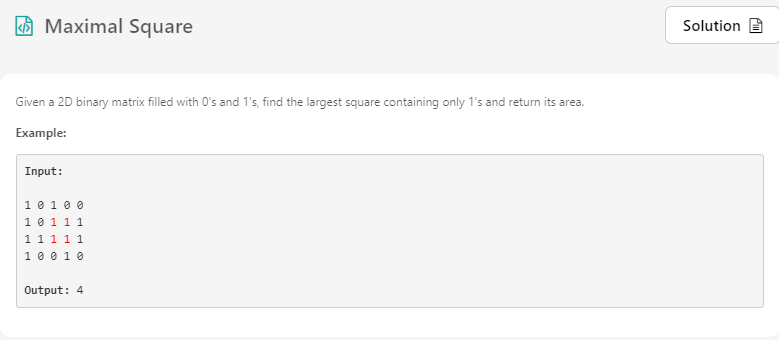 Maximal Square
Solution
Given a 2D binary matrix filled with 0's and 1's, find the largest square containing only 1's and return its area.
Example:
Input:
1 0 1 0 0
1 0 1 1 1
1 1 1 1 1
1 0 0 1 0
Output: 4